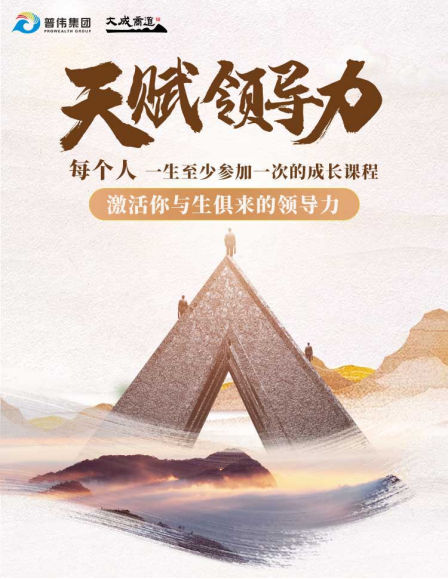 普伟集团
PROWEALTH GROUP
大成商道
天赋领导力
每个人 一生至少参加一次的成长课程
激活你与生俱来的领导力